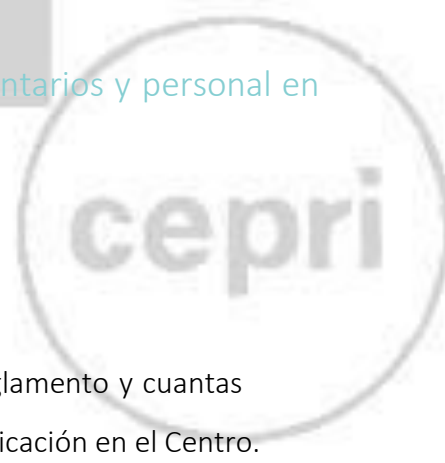 ntarios y personal en
cepri
glamento y cuantas
icación en el Centro.